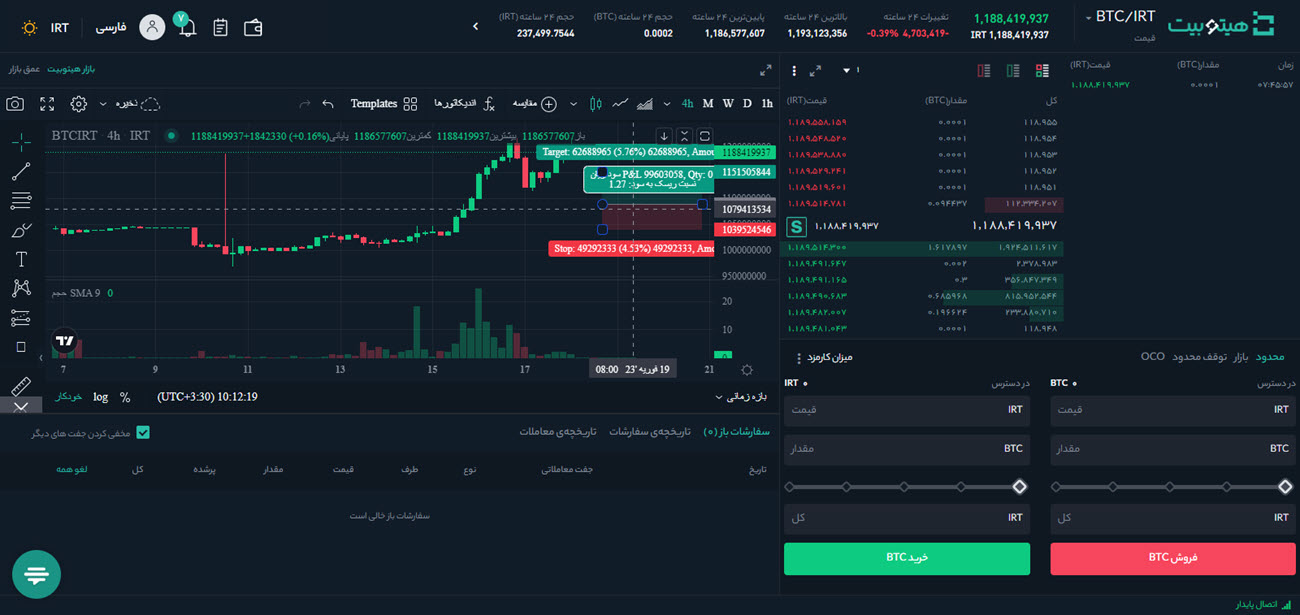 هیتوبیت
BTC/IRT
قیمت
1,188,419,937
IRT 1,188,419,937
تغییرات ۲۴ ساعته
-0.39% 4,703,419-
بالاترین ۲۴ ساعته
1,193,123,356
پایین‌ترین ۲۴ ساعته
1,186,577,607
حجم ۲۴ ساعته (BTC)
0.0002
حجم ۲۴ ساعته (IRT)
237,499.7544
فارسی
IRT
بازار هیتوبیت
عمق بازار
ذخیره
Templates
اندیکاتورها
مقایسه
4h M W D 1h
BTCIRT 4h IRT
باز1186577607 بیشترین1188419937 کمترین1186577607 پایانی1188419937 +1842330 (+0.16%)
Target: 62688965 (5.76%) 62688965, Amou
P&L 99603058, Qty: 0
نسبت ریسک به سود: 1.27
Stop: 49292333 (4.53%) 49292333, Amo
1188419937
1151505844
1079413534
1039524546
1000000000
950000000
حجم SMA 9 0
20
10
0
7 9 11 13 15 17 21
19 فوریه '23 08:00
خودکار log %
10:12:19 (UTC+3:30)
بازه زمانی
سفارشات باز (۰)
تاریخچه‌ی سفارشات
تاریخچه‌ی معاملات
مخفی کردن جفت های دیگر
تاریخ
جفت معاملاتی
نوع
طرف
قیمت
مقدار
پرشده
کل
لغو همه
سفارشات باز خالی است
۱
قیمت(IRT) مقدار(BTC) کل
۱,۱۸۹,۵۵۸,۱۵۹ ۰.۰۰۰۱ ۱۱۸,۹۵۵
۱,۱۸۹,۵۴۸,۵۲۰ ۰.۰۰۰۱ ۱۱۸,۹۵۴
۱,۱۸۹,۵۳۸,۸۸۰ ۰.۰۰۰۱ ۱۱۸,۹۵۳
۱,۱۸۹,۵۲۹,۲۴۱ ۰.۰۰۰۱ ۱۱۸,۹۵۲
۱,۱۸۹,۵۱۹,۶۰۱ ۰.۰۰۰۱ ۱۱۸,۹۵۱
۱,۱۸۹,۵۱۴,۷۸۱ ۰.۰۹۴۴۳۷ ۱۱۲,۳۳۴,۲۰۷
۱,۱۸۸,۴۱۹,۹۳۷ ۱,۱۸۸,۴۱۹,۹۳۷
۱,۱۸۹,۵۱۴,۳۰۰ ۱.۶۱۷۸۹۷ ۱,۹۲۴,۵۱۱,۶۱۷
۱,۱۸۹,۴۹۱,۶۴۷ ۰.۰۰۲ ۲,۳۷۸,۹۸۳
۱,۱۸۹,۴۹۱,۱۶۵ ۰.۳ ۳۵۶,۸۴۷,۳۴۹
۱,۱۸۹,۴۹۰,۶۸۳ ۰.۶۸۵۹۶۸ ۸۱۵,۹۵۲,۵۴۴
۱,۱۸۹,۴۸۲,۰۰۷ ۰.۱۹۶۶۲۴ ۲۳۳,۸۸۰,۷۱۰
۱,۱۸۹,۴۸۱,۰۴۳ ۰.۰۰۰۱ ۱۱۸,۹۴۸
قیمت(IRT) مقدار(BTC) زمان
۱,۱۸۸,۴۱۹,۹۳۷ ۰.۰۰۰۱ ۰۷:۴۵:۵۷
محدود
بازار
توقف محدود
OCO
میزان کارمزد
در دسترس
BTC ۰
قیمت IRT
مقدار BTC
کل IRT
فروش BTC
در دسترس
IRT ۰
قیمت IRT
مقدار BTC
کل IRT
خرید BTC
اتصال پایدار